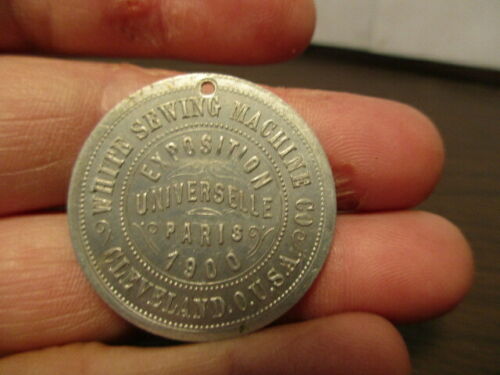 WHITE SEWING MACHINE CO
CLEVELAND.O.U.S.A.
EXPOSITION
UNIVERSELLE
PARIS
1900